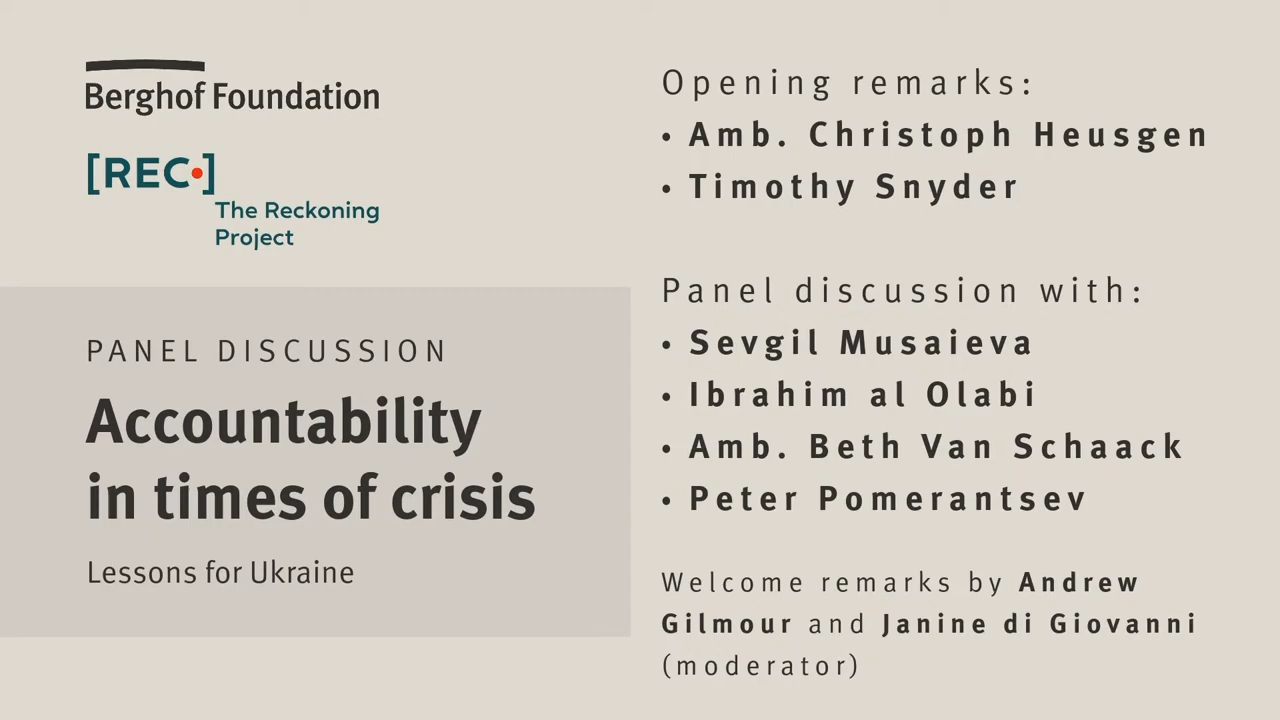 Berghof Foundation
[REC•]
The Reckoning
Project
PANEL DISCUSSION
Accountability
in times of crisis
Lessons for Ukraine
Opening remarks:
• Amb. Christoph Heusgen
• Timothy Snyder
Panel discussion with:
• Sevgil Musaieva
• Ibrahim al Olabi
• Amb. Beth Van Schaack
• Peter Pomerantsev
Welcome remarks by Andrew
Gilmour and Janine di Giovanni
(moderator)